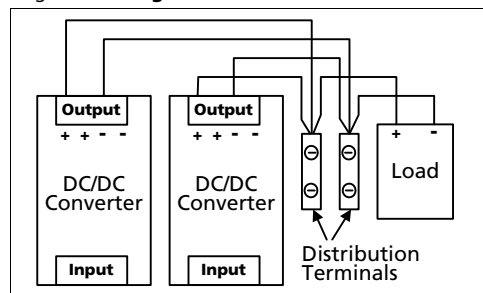 Output
+ + - -
DC/DC
Converter
Input
Output
+ + - -
DC/DC
Converter
Input
+ -
Load
Distribution
Terminals